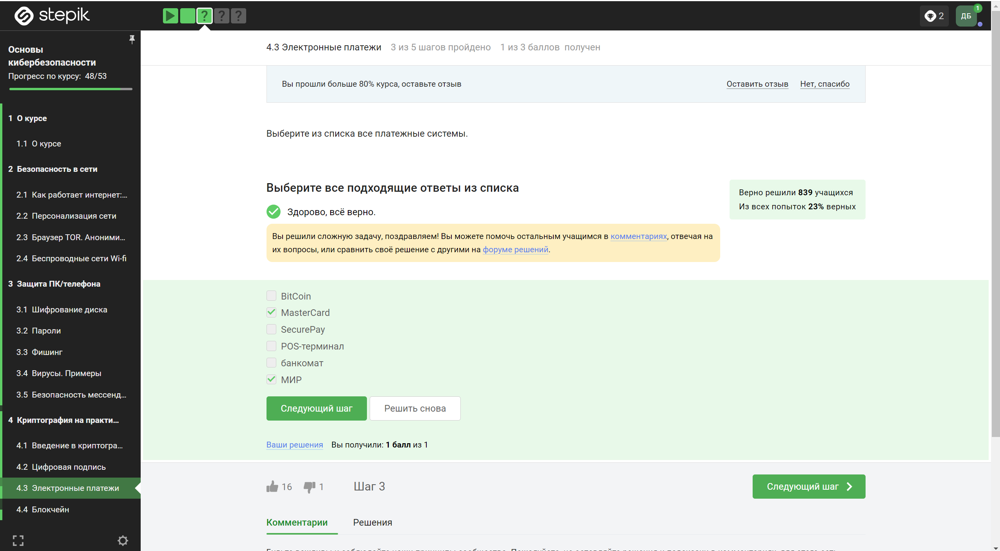 stepik
?
?
?
2
ДБ
1
Основы
кибербезопасности
Прогресс по курсу: 48/53
1 О курсе
1.1 О курсе
2 Безопасность в сети
2.1 Как работает интернет:...
2.2 Персонализация сети
2.3 Браузер TOR. Аноними...
2.4 Беспроводные сети Wi-fi
3 Защита ПК/телефона
3.1 Шифрование диска
3.2 Пароли
3.3 Фишинг
3.4 Вирусы. Примеры
3.5 Безопасность мессенд...
4 Криптография на практи...
4.1 Введение в криптогра...
4.2 Цифровая подпись
4.3 Электронные платежи
4.4 Блокчейн
4.3 Электронные платежи 3 из 5 шагов пройдено 1 из 3 баллов получен
Вы прошли больше 80% курса, оставьте отзыв Оставить отзыв Нет, спасибо
Выберите из списка все платежные системы.
Выберите все подходящие ответы из списка
Верно решили 839 учащихся
Из всех попыток 23% верных
Здорово, всё верно.
Вы решили сложную задачу, поздравляем! Вы можете помочь остальным учащимся в комментариях, отвечая на
их вопросы, или сравнить своё решение с другими на форуме решений.
BitCoin
MasterCard
SecurePay
POS-терминал
банкомат
МИР
Следующий шаг Решить снова
Ваши решения Вы получили: 1 балл из 1
16 1 Шаг 3 Следующий шаг
Комментарии Решения